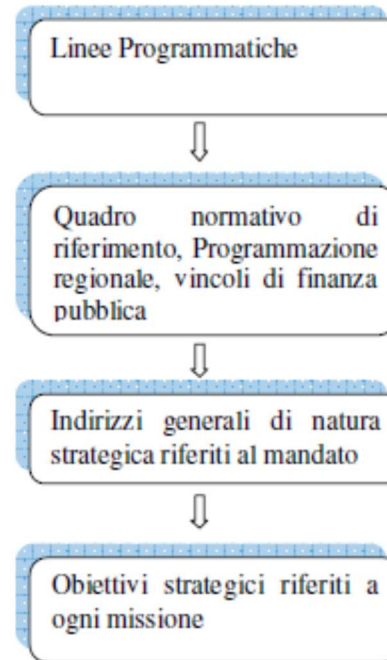 Linee Programmatiche
Quadro normativo di
riferimento, Programmazione
regionale, vincoli di finanza
pubblica
Indirizzi generali di natura
strategica riferiti al mandato
Obiettivi strategici riferiti a
ogni missione